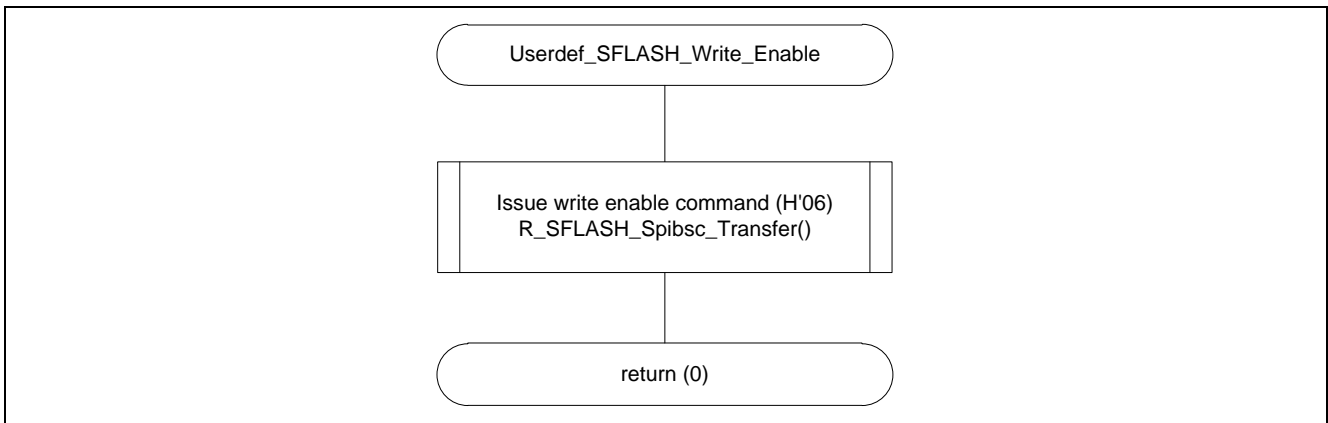 Userdef_SFLASH_Write_Enable
Issue write enable command (H'06)
R_SFLASH_Spibsc_Transfer()
return (0)